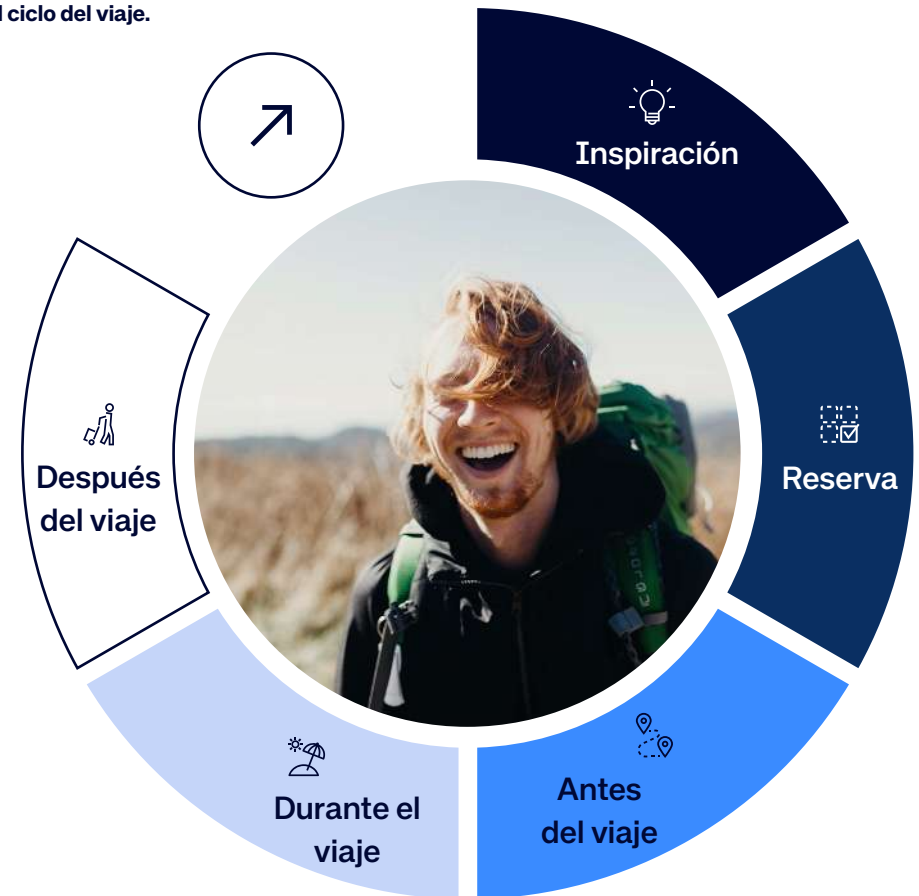 l ciclo del viaje.
Inspiración
Reserva
Antes
del viaje
Durante el
viaje
Después
del viaje